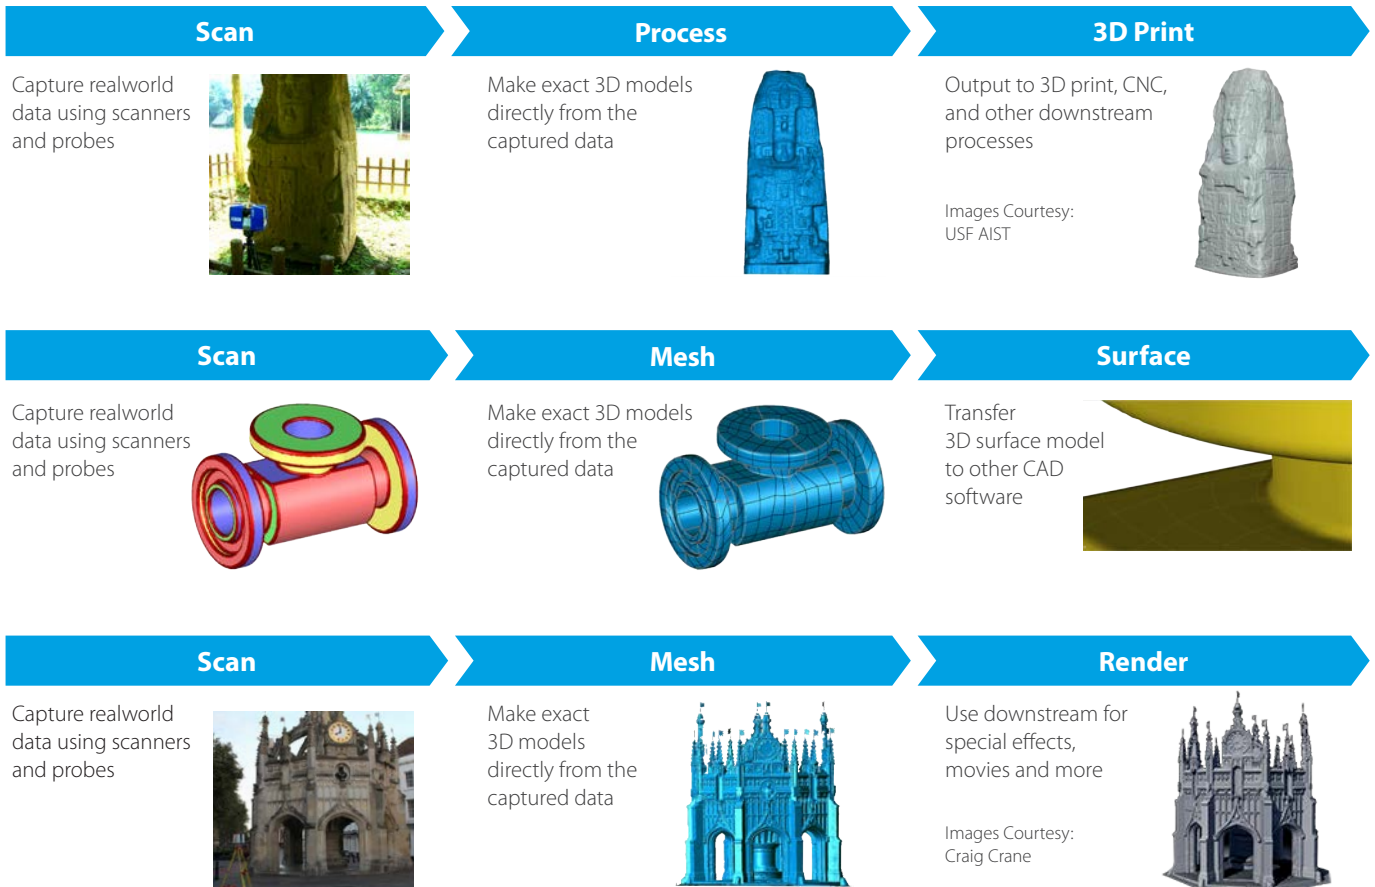 Scan
Process
3D Print
Capture realworld
data using scanners
and probes
Make exact 3D models
directly from the
captured data
Output to 3D print, CNC,
and other downstream
processes
Images Courtesy:
USF AIST
Scan
Mesh
Surface
Capture realworld
data using scanners
and probes
Make exact 3D models
directly from the
captured data
Transfer
3D surface model
to other CAD
software
Scan
Mesh
Render
Capture realworld
data using scanners
and probes
Make exact
3D models
directly from the
captured data
Use downstream for
special effects,
movies and more
Images Courtesy:
Craig Crane